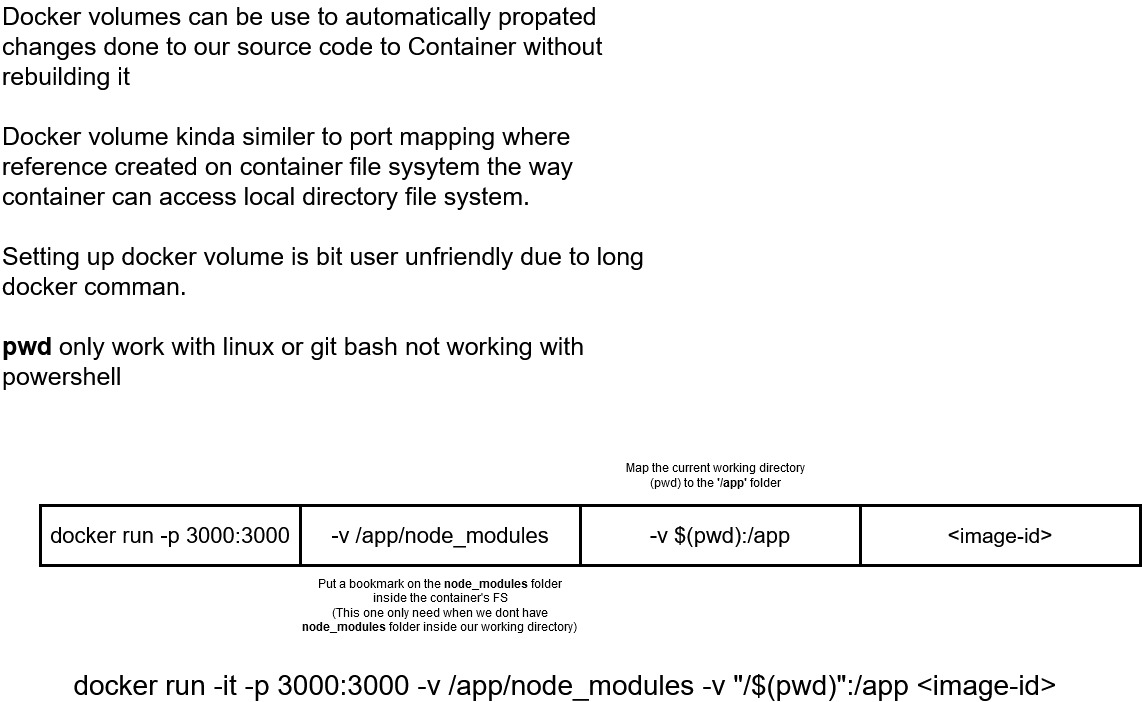 Docker volumes can be use to automatically propated
changes done to our source code to Container without
rebuilding it
Docker volume kinda similer to port mapping where
reference created on container file sysytem the way
container can access local directory file system.
Setting up docker volume is bit user unfriendly due to long
docker comman.
pwd only work with linux or git bash not working with
powershell
Map the current working directory
(pwd) to the '/app' folder
docker run -p 3000:3000
-v /app/node_modules
-v $(pwd):/app
<image-id>
Put a bookmark on the node_modules folder
inside the container's FS
(This one only need when we dont have
node_modules folder inside our working directory)
docker run -it -p 3000:3000 -v /app/node_modules -v "/$(pwd)":/app <image-id>